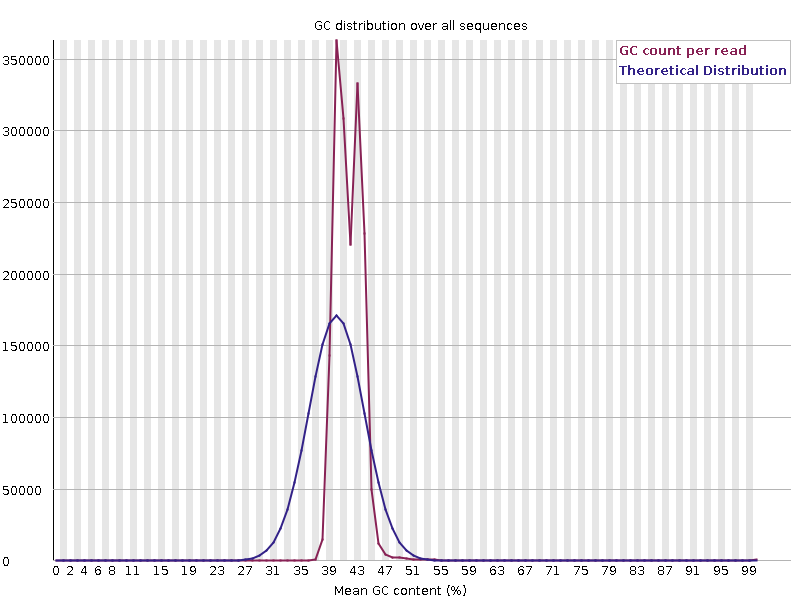 GC distribution over all sequences
GC count per read
Theoretical Distribution
350000
300000
250000
200000
150000
100000
50000
0
0 2 4 6 8 11 15 19 23 27 31 35 39 43 47 51 55 59 63 67 71 75 79 83 87 91 95 99
Mean GC content (%)